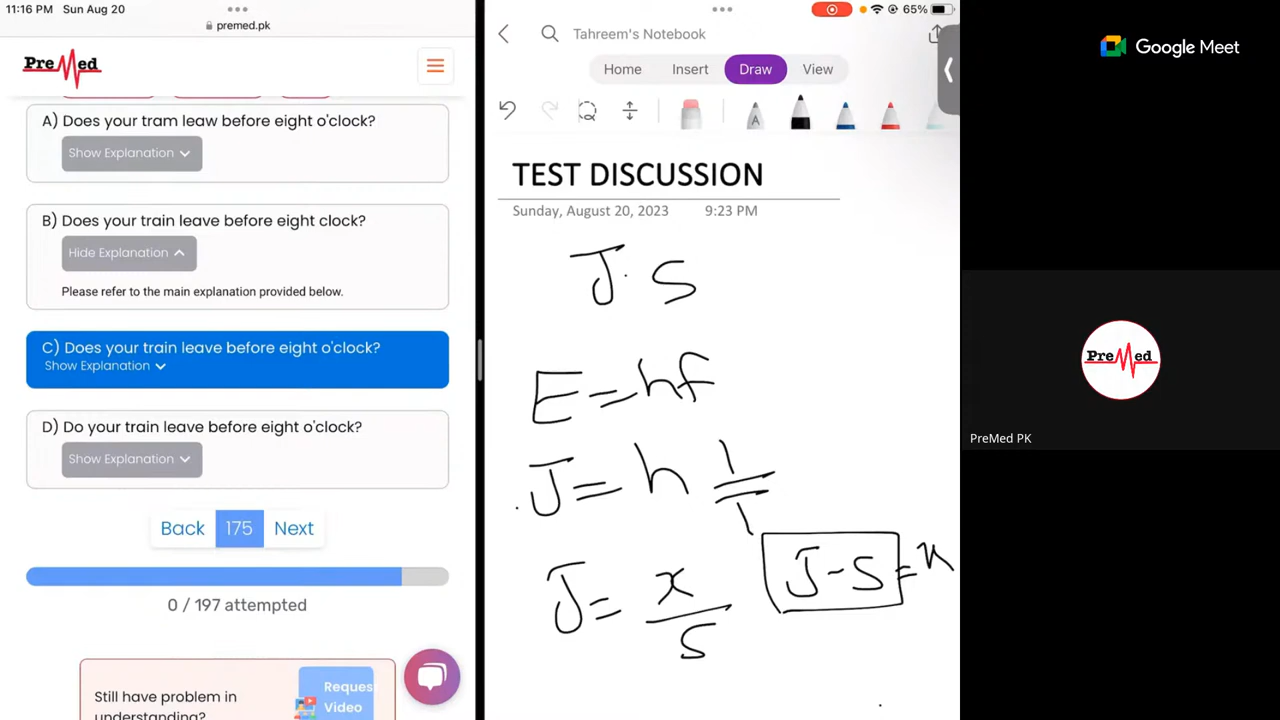 11:16 PM Sun Aug 20
premed.pk
PreMed
A) Does your tram leaw before eight o'clock?
Show Explanation
B) Does your train leave before eight clock?
Hide Explanation
Please refer to the main explanation provided below.
C) Does your train leave before eight o'clock?
Show Explanation
D) Do your train leave before eight o'clock?
Show Explanation
Back 175 Next
0 / 197 attempted
Still have problem in
understanding?
Reques
Video
65%
Tahreem's Notebook
Home Insert Draw View
A
TEST DISCUSSION
Sunday, August 20, 2023 9:23 PM
J·S
E=hf
J= h
J= x/s
J-S =x
Google Meet
PreMed
PreMed PK